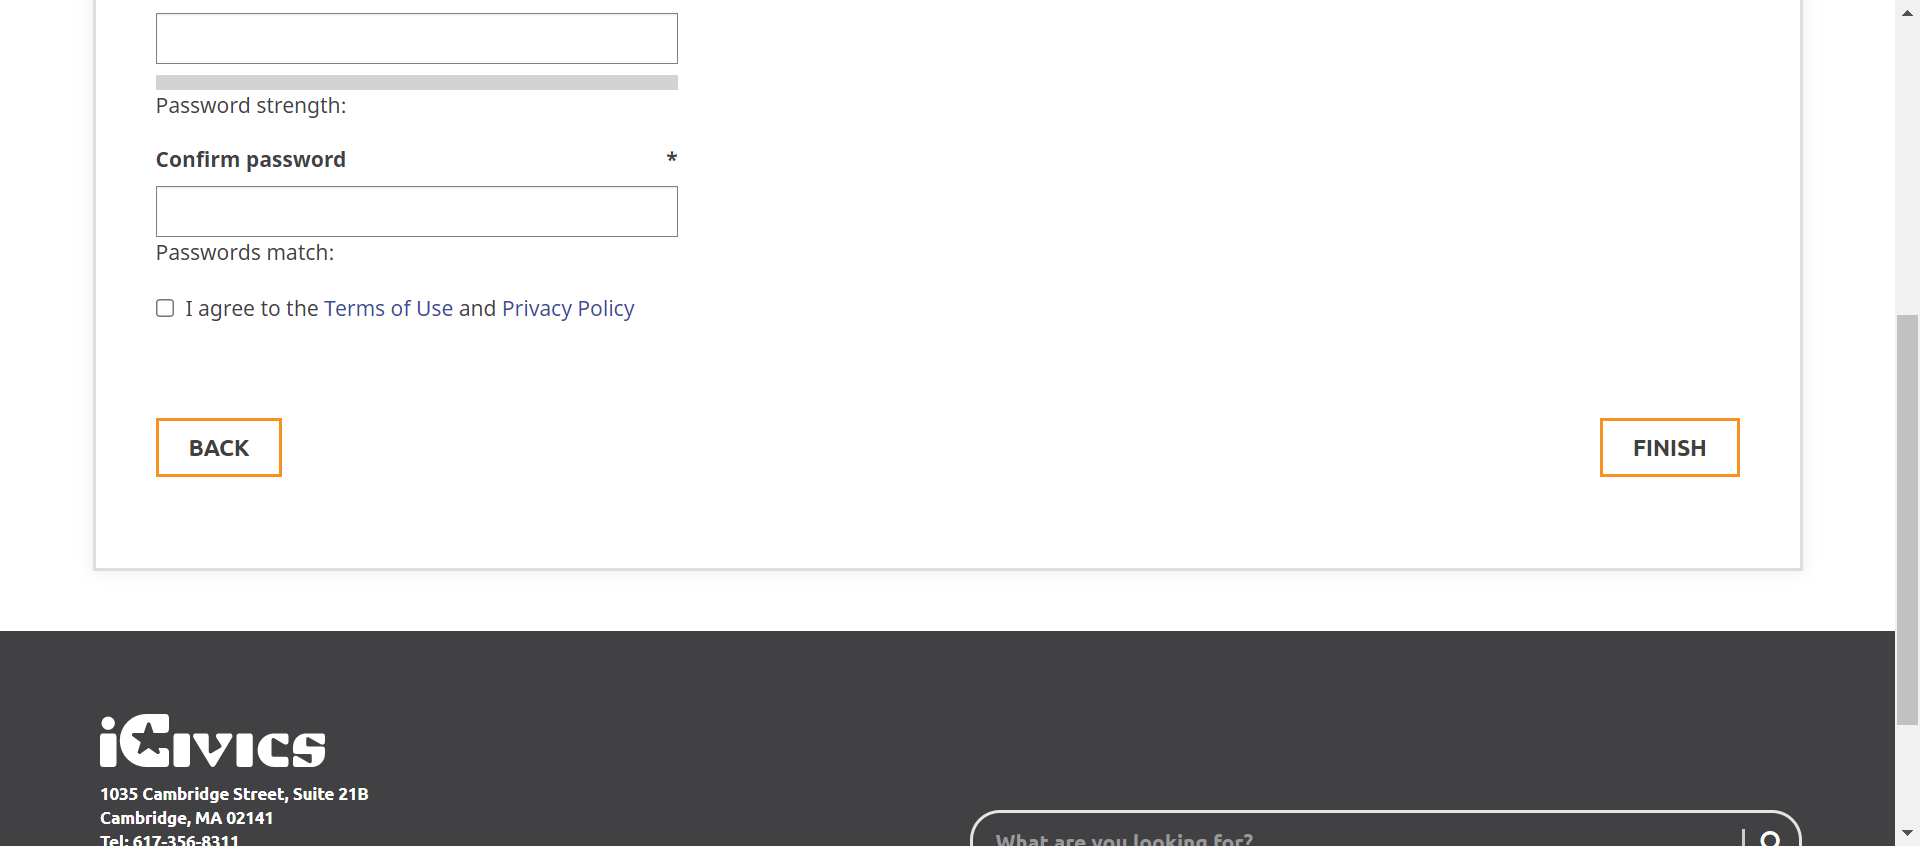 Password strength:
Confirm password *
Passwords match:
I agree to the Terms of Use and Privacy Policy
BACK
FINISH
iCivics
1035 Cambridge Street, Suite 21B
Cambridge, MA 02141
Tel: 617-356-8311
What are you looking for?